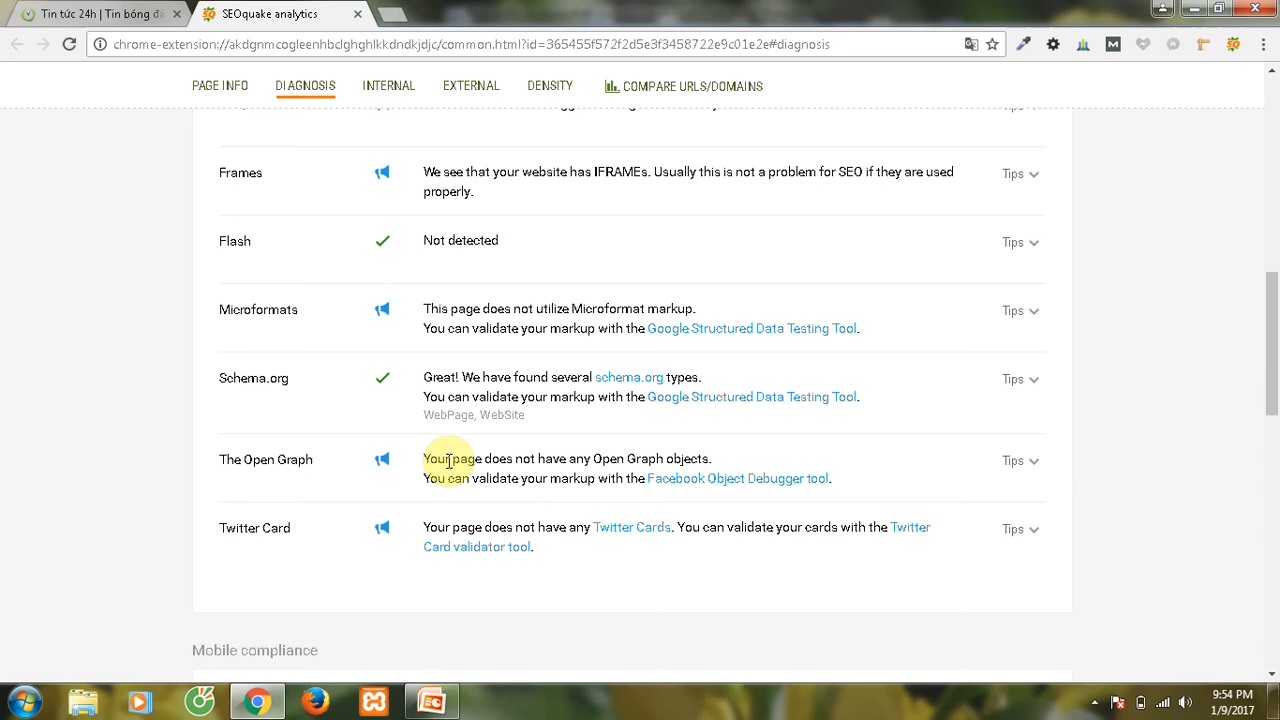 Tin tức 24h | Tin bóng đá
SEOquake analytics
#diagnosis
PAGE INFO
DIAGNOSIS
INTERNAL
EXTERNAL
DENSITY
COMPARE URLS/DOMAINS
Frames
We see that your website has IFRAMEs. Usually this is not a problem for SEO if they are used
properly.
Tips
Flash
Not detected
Tips
Microformats
This page does not utilize Microformat markup.
You can validate your markup with the Google Structured Data Testing Tool.
Tips
Schema.org
Great! We have found several schema.org types.
You can validate your markup with the Google Structured Data Testing Tool.
WebPage, WebSite
Tips
The Open Graph
Your page does not have any Open Graph objects.
You can validate your markup with the Facebook Object Debugger tool.
Tips
Twitter Card
Your page does not have any Twitter Cards. You can validate your cards with the Twitter
Card validator tool.
Tips
Mobile compliance
9:54 PM
1/9/2017